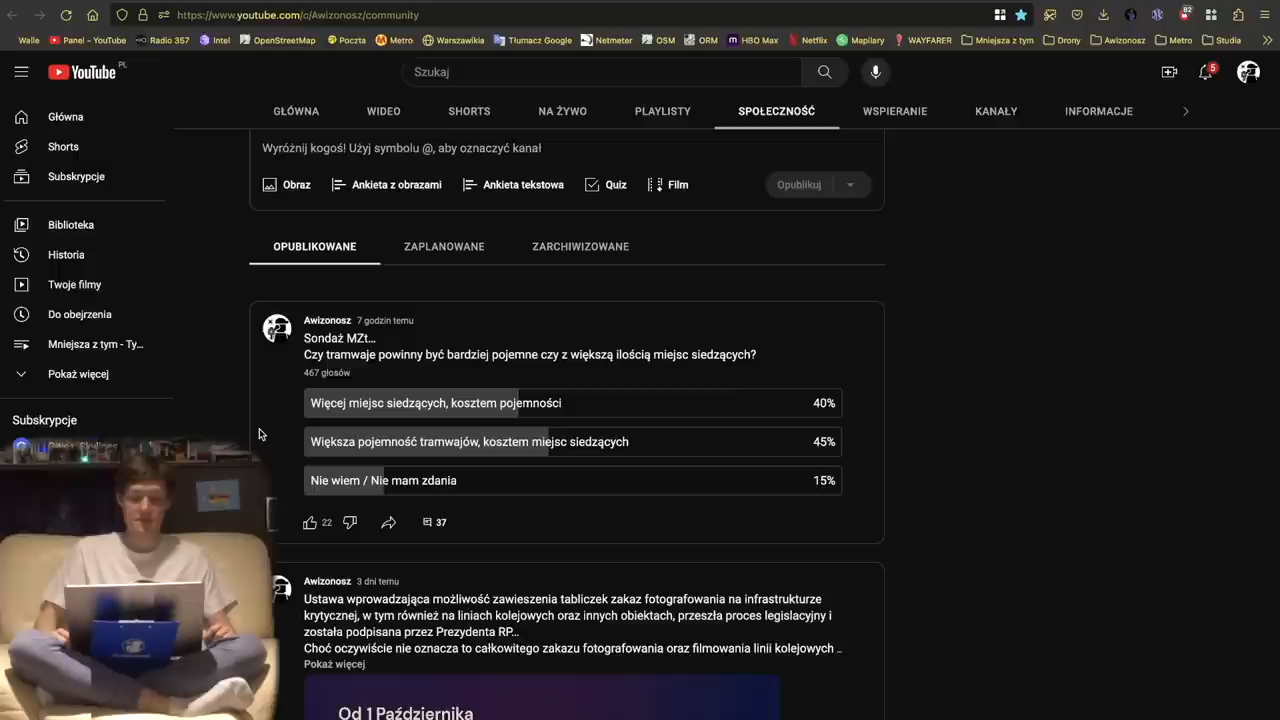 https://www.youtube.com/c/Awizonosz/community
82
Walle
Panel – YouTube
Radio 357
Intel
OpenStreetMap
Poczta
Metro
Warszawikia
Tłumacz Google
Netmeter
OSM
ORM
HBO Max
Netflix
Mapilary
WAYFARER
Mniejsza z tym
Drony
Awizonosz
Metro
Studia
YouTube PL
Szukaj
5
GŁÓWNA
WIDEO
SHORTS
NA ŻYWO
PLAYLISTY
SPOŁECZNOŚĆ
WSPIERANIE
KANAŁY
INFORMACJE
Główna
Shorts
Subskrypcje
Biblioteka
Historia
Twoje filmy
Do obejrzenia
Mniejsza z tym - Ty...
Pokaż więcej
Subskrypcje
Wyróżnij kogoś! Użyj symbolu @, aby oznaczyć kanał
Obraz
Ankieta z obrazami
Ankieta tekstowa
Quiz
Film
Opublikuj
OPUBLIKOWANE
ZAPLANOWANE
ZARCHIWIZOWANE
Awizonosz 7 godzin temu
Sondaż MZt...
Czy tramwaje powinny być bardziej pojemne czy z większą ilością miejsc siedzących?
467 głosów
Więcej miejsc siedzących, kosztem pojemności 40%
Większa pojemność tramwajów, kosztem miejsc siedzących 45%
Nie wiem / Nie mam zdania 15%
22
37
Awizonosz 3 dni temu
Ustawa wprowadzająca możliwość zawieszenia tabliczek zakaz fotografowania na infrastrukturze
krytycznej, w tym również na liniach kolejowych oraz innych obiektach, przeszła proces legislacyjny i
została podpisana przez Prezydenta RP...
Choć oczywiście nie oznacza to całkowitego zakazu fotografowania oraz filmowania linii kolejowych ..
Pokaż więcej
Od 1 Października